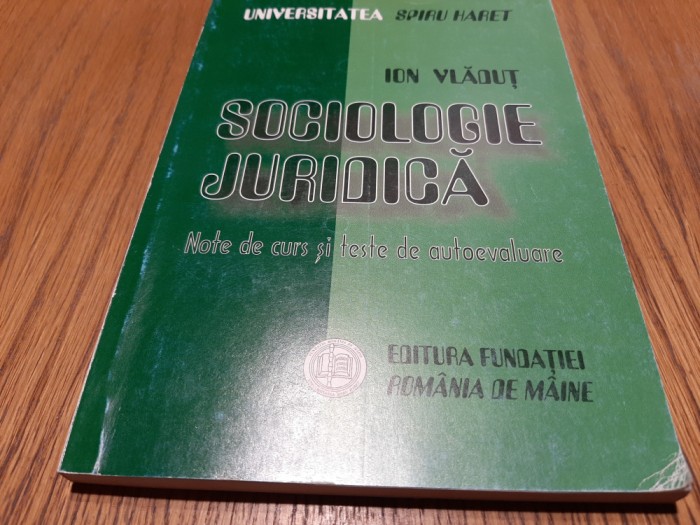 UNIVERSITATEA SPIRU HARET
ION VLĂDUȚ
SOCIOLOGIE
JURIDICĂ
Note de curs și teste de autoevaluare
EDITURA FUNDAȚIEI
ROMÂNIA DE MÂINE